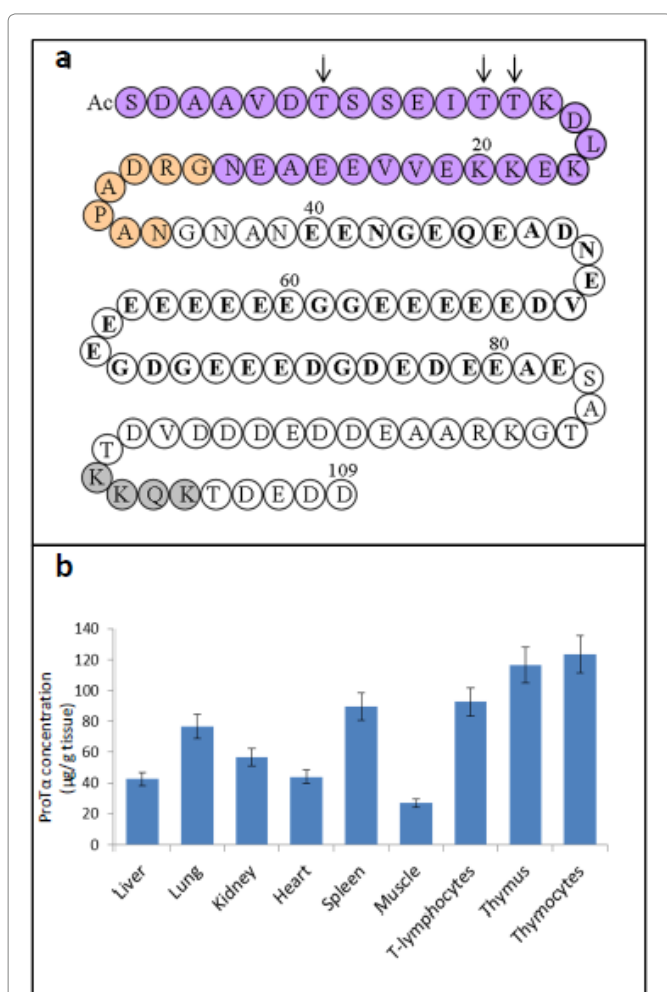 a
Ac S D A A V D T S S E I T T K D
L
20
D R G N E A E E V V E K K E K
A
P
40
A N G N A N E E N G E Q E A D
N
E
60
E E E E E E G G E E E E E D V
E
E
80
G D G E E E D G D E D E E A E
S
A
D V D D D E D D E A A R K G T
T
K
109
K Q K T D E D D
b
ProTα concentration
(µg/g tissue)
140
120
100
80
60
40
20
0
Liver
Lung
Kidney
Heart
Spleen
Muscle
T-lymphocytes
Thymus
Thymocytes